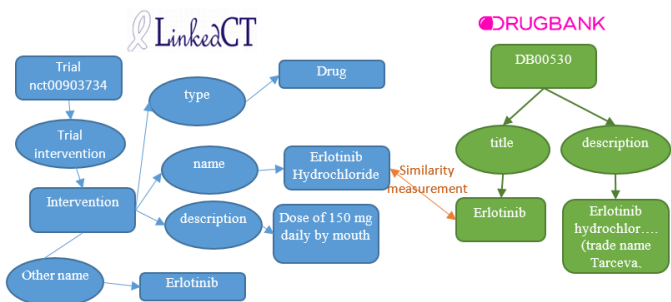 LinkedCT
DRUGBANK
Trial
nct00903734
Trial
intervention
Intervention
Other name
Erlotinib
type
Drug
name
Erlotinib
Hydrochloride
description
Dose of 150 mg
daily by mouth
Similarity
measurement
DB00530
title
description
Erlotinib
Erlotinib
hydrochlor....
(trade name
Tarceva.